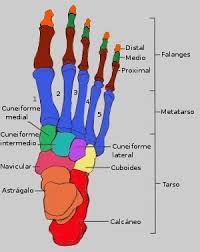 Distal
Medio
Proximal
Falanges
1
2
3
4
5
Metatarso
Cuneiforme
medial
Cuneiforme
intermedio
Cuneiforme
lateral
Cuboides
Navicular
Tarso
Astrágalo
Calcáneo